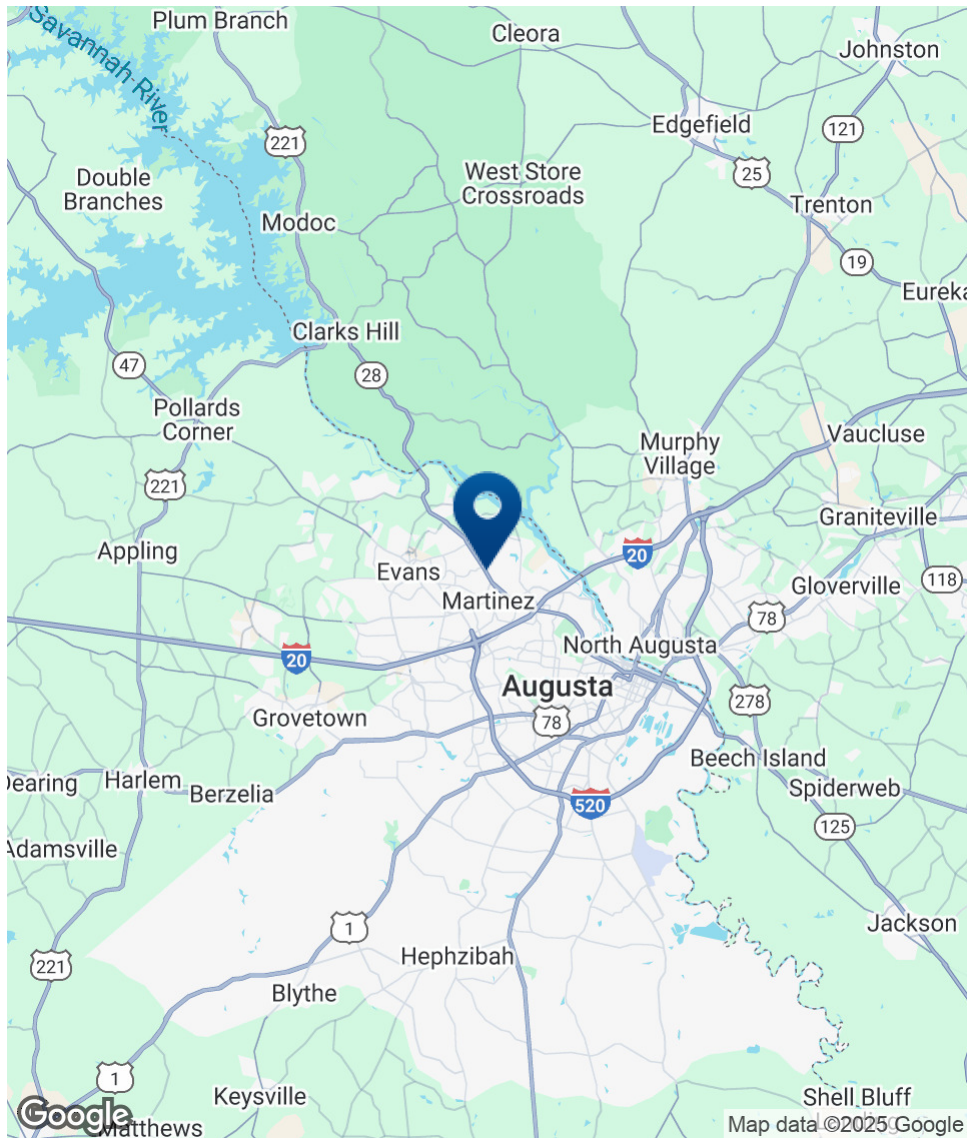 Plum Branch
Cleora
Johnston
Savannah River
Edgefield
121
221
25
West Store
Crossroads
Double
Branches
Trenton
Modoc
19
Eureka
Clarks Hill
47
28
Pollards
Corner
Murphy
Village
Vaucluse
221
Graniteville
Appling
20
Evans
118
Gloverville
Martinez
78
North Augusta
20
Augusta
278
Grovetown
78
Beech Island
Dearing
Harlem
Berzelia
Spiderweb
520
125
Adamsville
Jackson
1
Hephzibah
221
Blythe
1
Keysville
Shell Bluff
Landing
Google
Matthews
Map data ©2025 Google